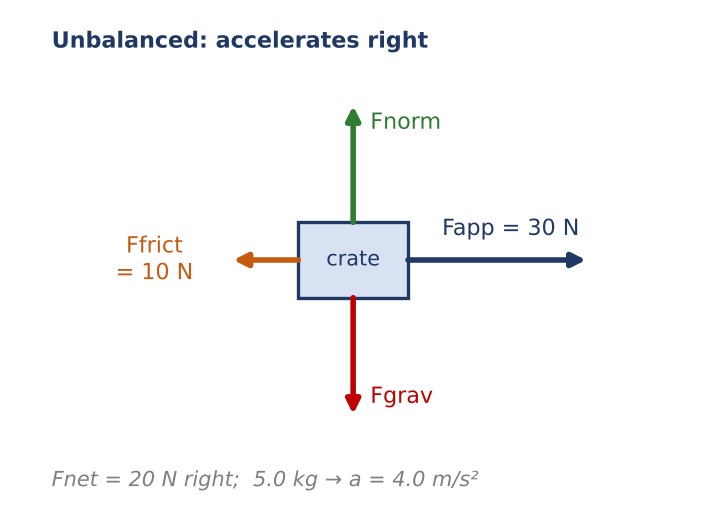 Unbalanced: accelerates right
Fnorm
Fapp = 30 N
Ffrict
= 10 N
crate
Fgrav
Fnet = 20 N right;  5.0 kg → a = 4.0 m/s²